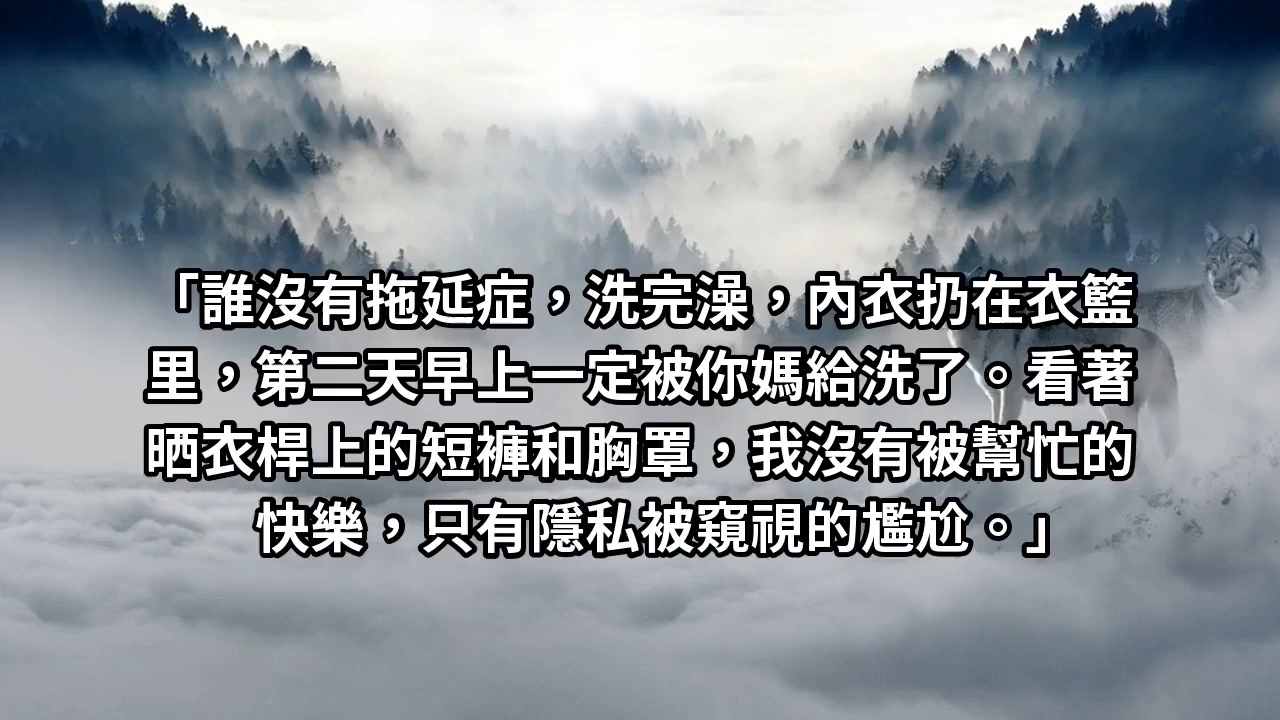 「誰沒有拖延症，洗完澡，內衣扔在衣籃
里，第二天早上一定被你媽給洗了。看著
晒衣桿上的短褲和胸罩，我沒有被幫忙的
快樂，只有隱私被窺視的尷尬。」